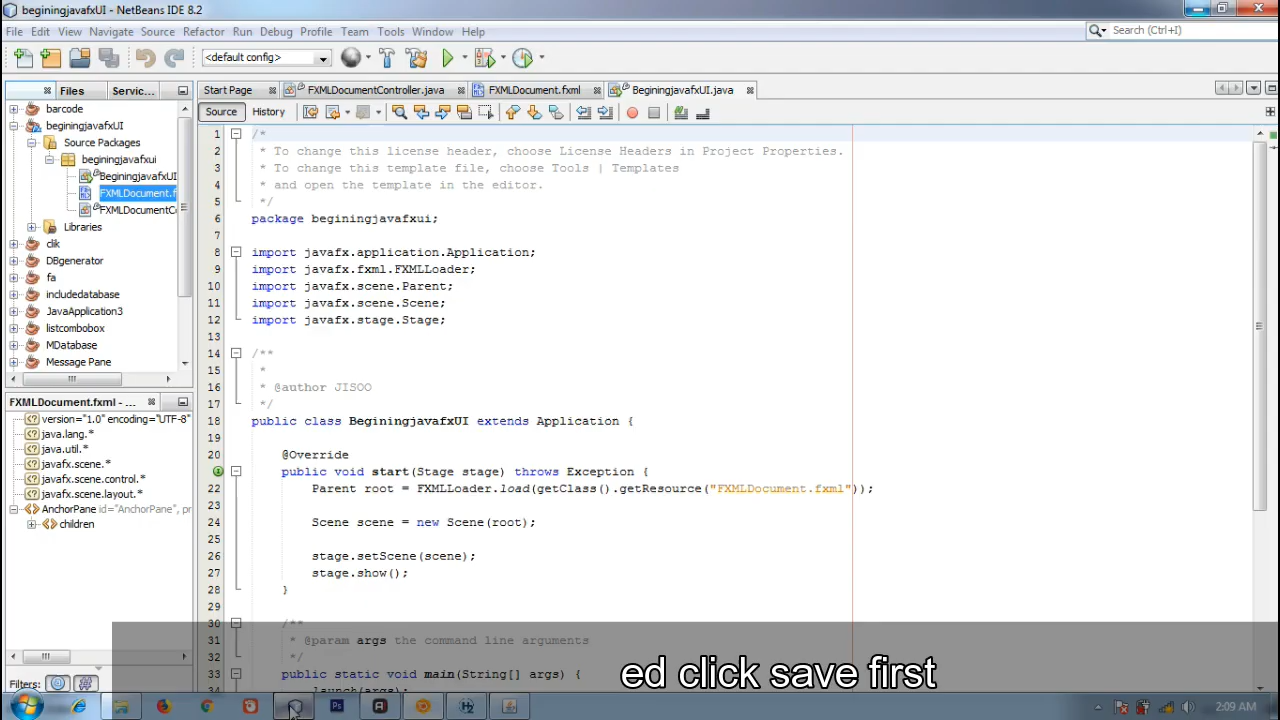 beginingjavafxUI - NetBeans IDE 8.2
File Edit View Navigate Source Refactor Run Debug Profile Team Tools Window Help
Search (Ctrl+I)
<default config>
Files Servic...
Start Page FXMLDocumentController.java FXMLDocument.fxml BeginingjavafxUI.java
Source History
barcode
beginingjavafxUI
Source Packages
beginingjavafxui
BeginingjavafxUI
FXMLDocument.f
FXMLDocumentC
Libraries
clik
DBgenerator
fa
includedatabase
JavaApplication3
listcombobox
MDatabase
Message Pane
FXMLDocument.fxml - ...
version="1.0" encoding="UTF-8"
java.lang.*
java.util.*
javafx.scene.*
javafx.scene.control.*
javafx.scene.layout.*
AnchorPane id="AnchorPane", pr
children
Filters:
1 /*
2 * To change this license header, choose License Headers in Project Properties.
3 * To change this template file, choose Tools | Templates
4 * and open the template in the editor.
5 */
6 package beginingjavafxui;
7
8 import javafx.application.Application;
9 import javafx.fxml.FXMLLoader;
10 import javafx.scene.Parent;
11 import javafx.scene.Scene;
12 import javafx.stage.Stage;
13
14 /**
15 *
16 * @author JISOO
17 */
18 public class BeginingjavafxUI extends Application {
19
20 @Override
public void start(Stage stage) throws Exception {
22 Parent root = FXMLLoader.load(getClass().getResource("FXMLDocument.fxml"));
23
24 Scene scene = new Scene(root);
25
26 stage.setScene(scene);
27 stage.show();
28 }
29
30 /**
31 * @param args the command line arguments
32 */
33 public static void main(String[] args) {
34 launch(args);
ed click save first
2:09 AM